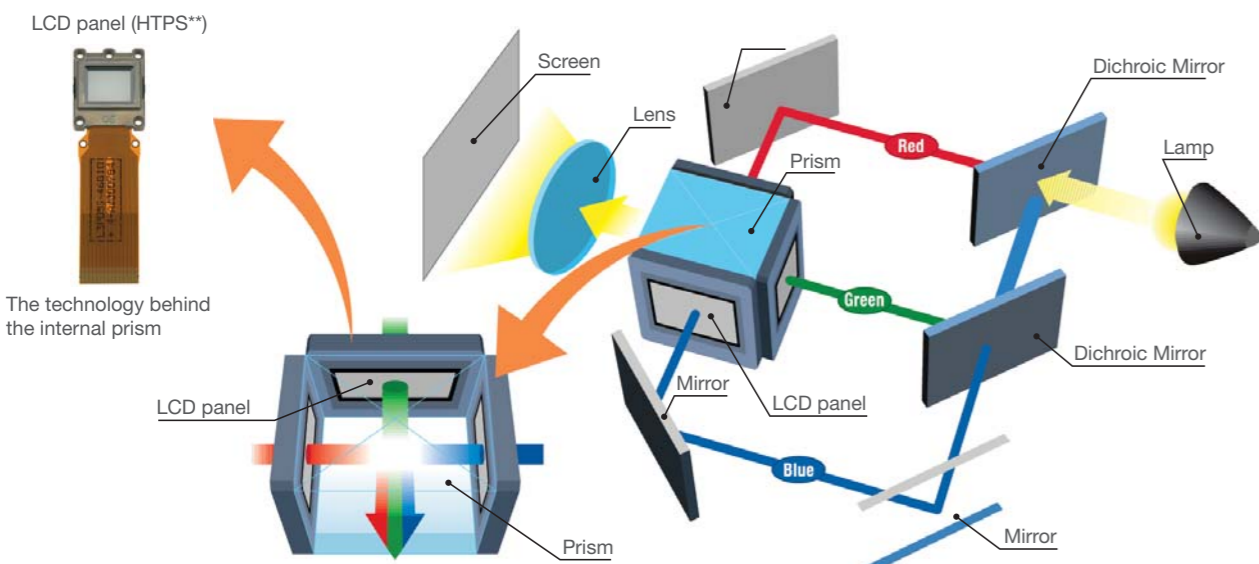 LCD panel (HTPS**)
Screen
Dichroic Mirror
Lens
Red
Prism
Lamp
The technology behind
the internal prism
Green
Dichroic Mirror
Mirror
LCD panel
LCD panel
Blue
Prism
Mirror